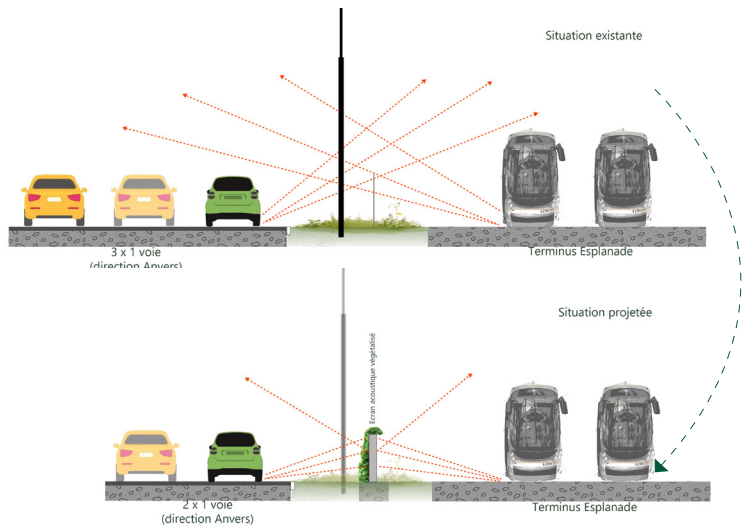 Situation existante
3 x 1 voie
(direction Anvers)
Terminus Esplanade
Situation projetée
Ecran acoustique végétalisé
2 x 1 voie
(direction Anvers)
Terminus Esplanade